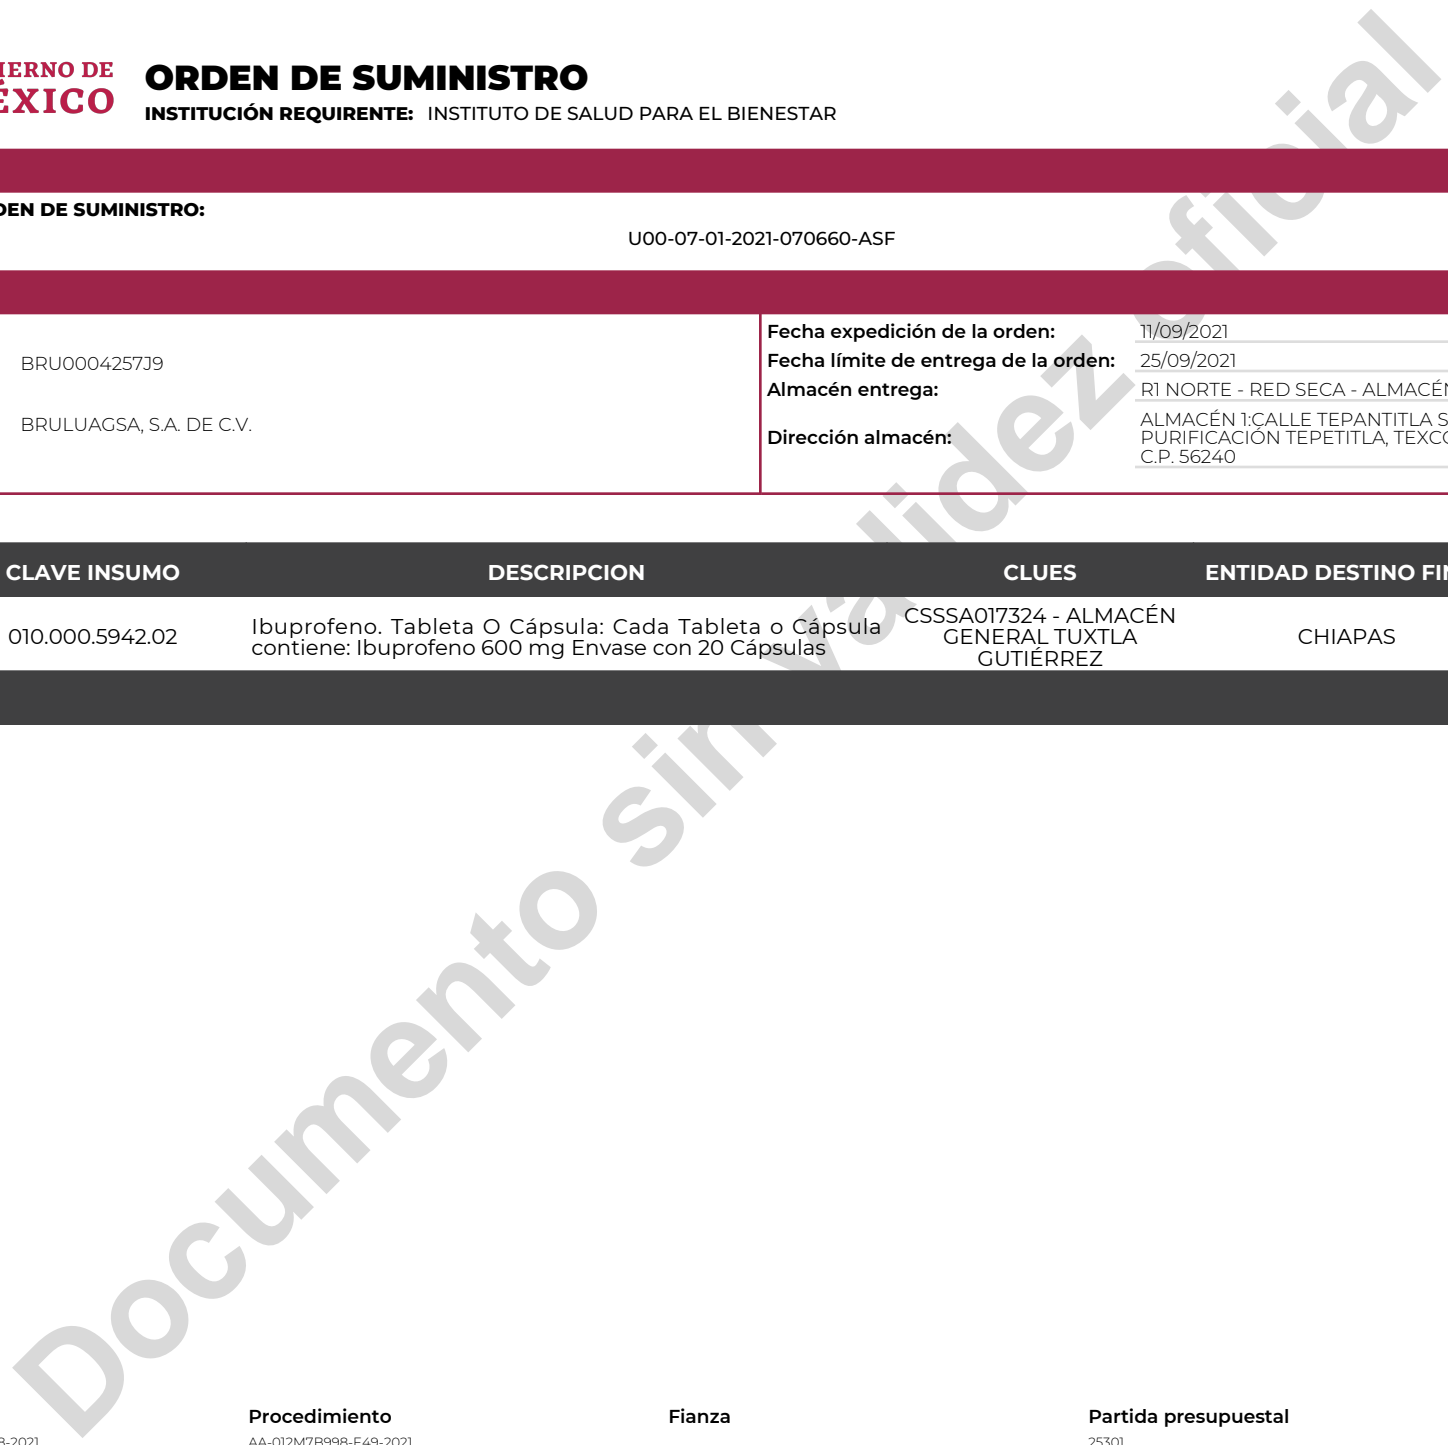 IERNO DE
ÉXICO
ORDEN DE SUMINISTRO
INSTITUCIÓN REQUIRENTE: INSTITUTO DE SALUD PARA EL BIENESTAR
DEN DE SUMINISTRO:
U00-07-01-2021-070660-ASF
BRU0004257J9
BRULUAGSA, S.A. DE C.V.
Fecha expedición de la orden: 11/09/2021
Fecha límite de entrega de la orden: 25/09/2021
Almacén entrega: R1 NORTE - RED SECA - ALMACÉN
Dirección almacén: ALMACÉN 1:CALLE TEPANTITLA S
PURIFICACIÓN TEPETITLA, TEXCO
C.P. 56240
CLAVE INSUMO DESCRIPCION CLUES ENTIDAD DESTINO FIN
010.000.5942.02
Ibuprofeno. Tableta O Cápsula: Cada Tableta o Cápsula
contiene: Ibuprofeno 600 mg Envase con 20 Cápsulas
CSSSA017324 - ALMACÉN
GENERAL TUXTLA
GUTIÉRREZ
CHIAPAS
Documento sin validez oficial
Procedimiento Fianza Partida presupuestal
8-2021 AA-012M7B998-E49-2021 25301